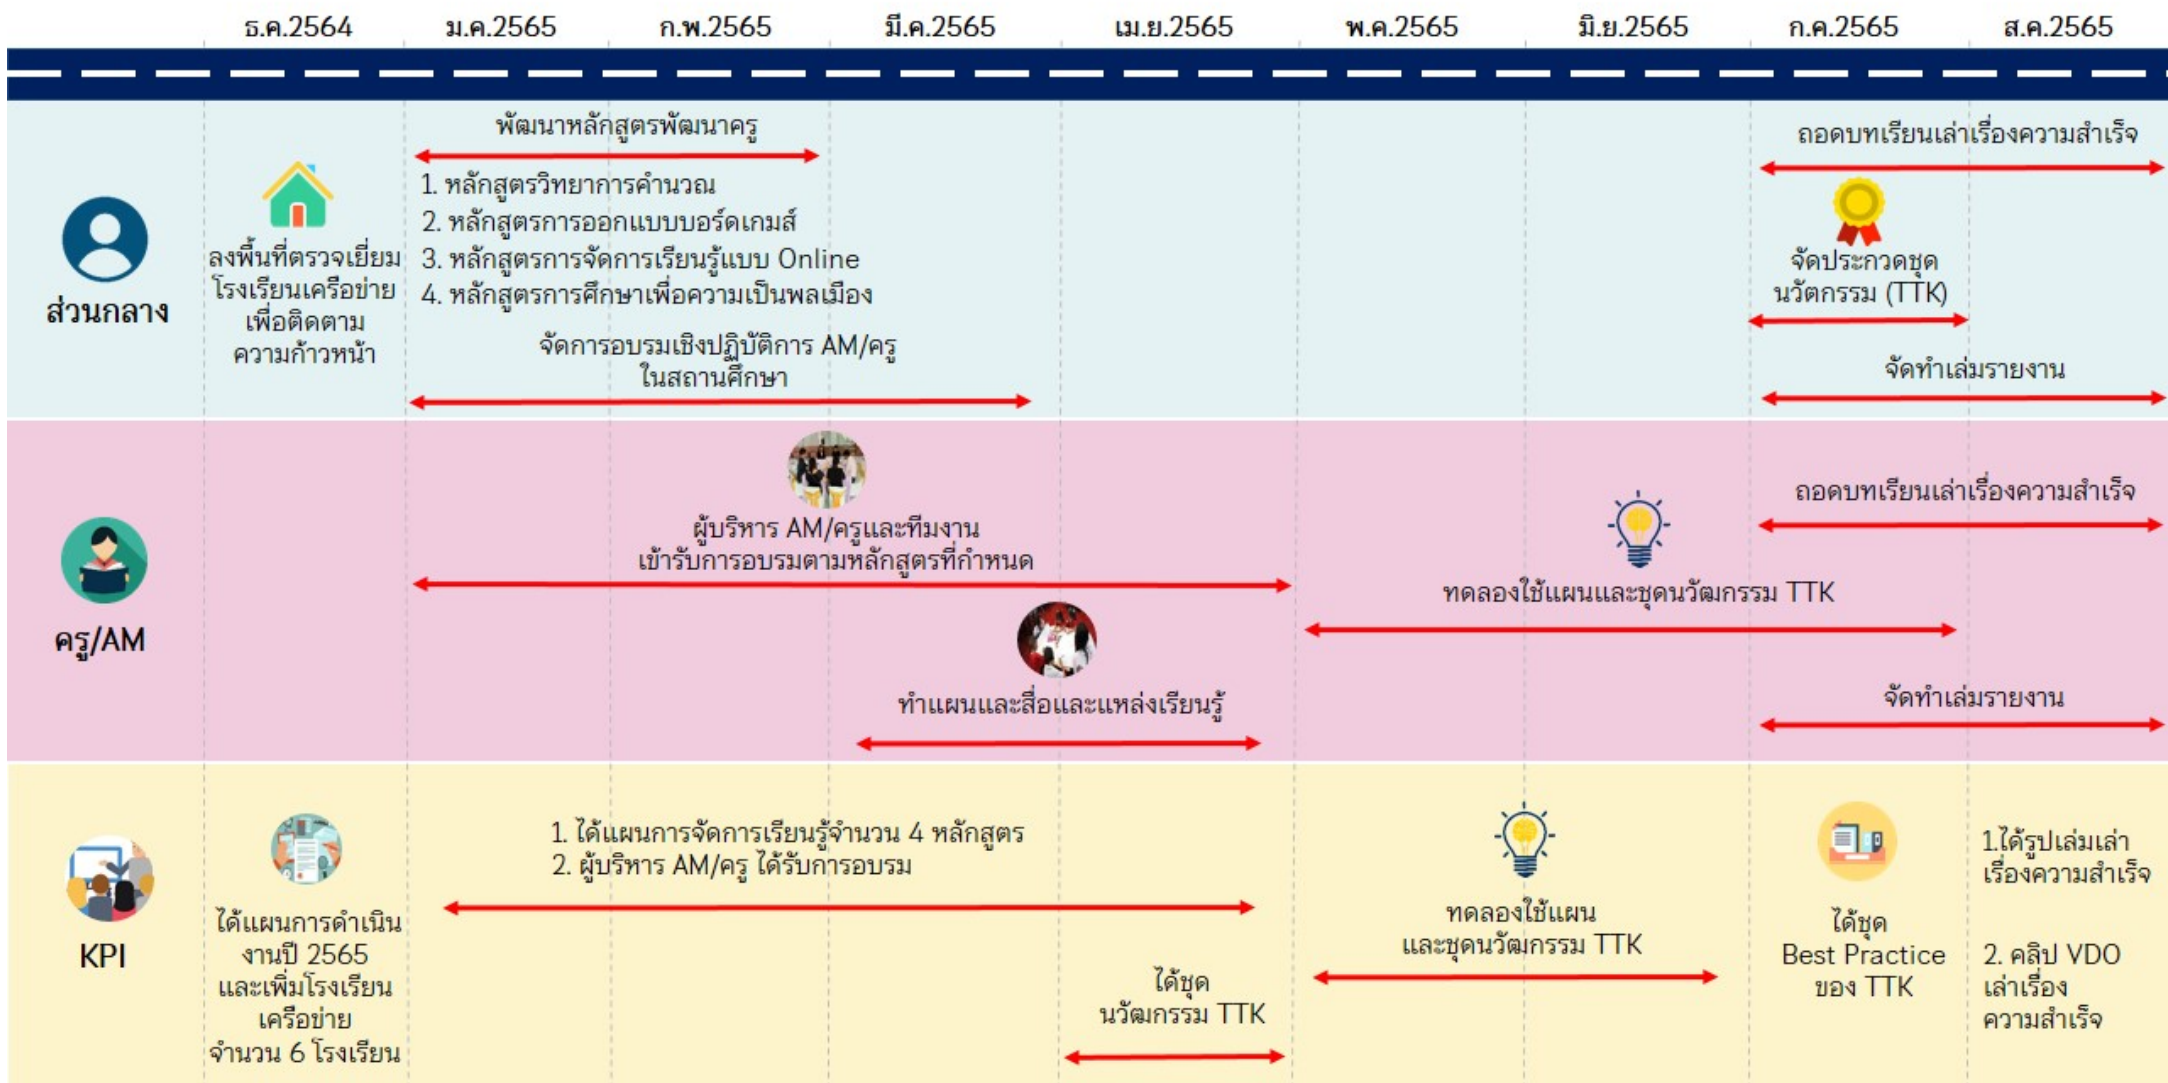 ธ.ค.2564 ม.ค.2565 ก.พ.2565 มี.ค.2565 เม.ย.2565 พ.ค.2565 มิ.ย.2565 ก.ค.2565 ส.ค.2565
ส่วนกลาง
ลงพื้นที่ตรวจเยี่ยม
โรงเรียนเครือข่าย
เพื่อติดตาม
ความก้าวหน้า
พัฒนาหลักสูตรพัฒนาครู
1. หลักสูตรวิทยาการคำนวณ
2. หลักสูตรการออกแบบบอร์ดเกมส์
3. หลักสูตรการจัดการเรียนรู้แบบ Online
4. หลักสูตรการศึกษาเพื่อความเป็นพลเมือง
จัดการอบรมเชิงปฏิบัติการ AM/ครู
ในสถานศึกษา
ถอดบทเรียนเล่าเรื่องความสำเร็จ
จัดประกวดชุด
นวัตกรรม (TTK)
จัดทำเล่มรายงาน
ครู/AM
ผู้บริหาร AM/ครูและทีมงาน
เข้ารับการอบรมตามหลักสูตรที่กำหนด
ทำแผนและสื่อและแหล่งเรียนรู้
ทดลองใช้แผนและชุดนวัฒกรรม TTK
ถอดบทเรียนเล่าเรื่องความสำเร็จ
จัดทำเล่มรายงาน
KPI
ได้แผนการดำเนิน
งานปี 2565
และเพิ่มโรงเรียน
เครือข่าย
จำนวน 6 โรงเรียน
1. ได้แผนการจัดการเรียนรู้จำนวน 4 หลักสูตร
2. ผู้บริหาร AM/ครู ได้รับการอบรม
ได้ชุด
นวัฒกรรม TTK
ทดลองใช้แผน
และชุดนวัฒกรรม TTK
ได้ชุด
Best Practice
ของ TTK
1.ได้รูปเล่มเล่า
เรื่องความสำเร็จ
2. คลิป VDO
เล่าเรื่อง
ความสำเร็จ